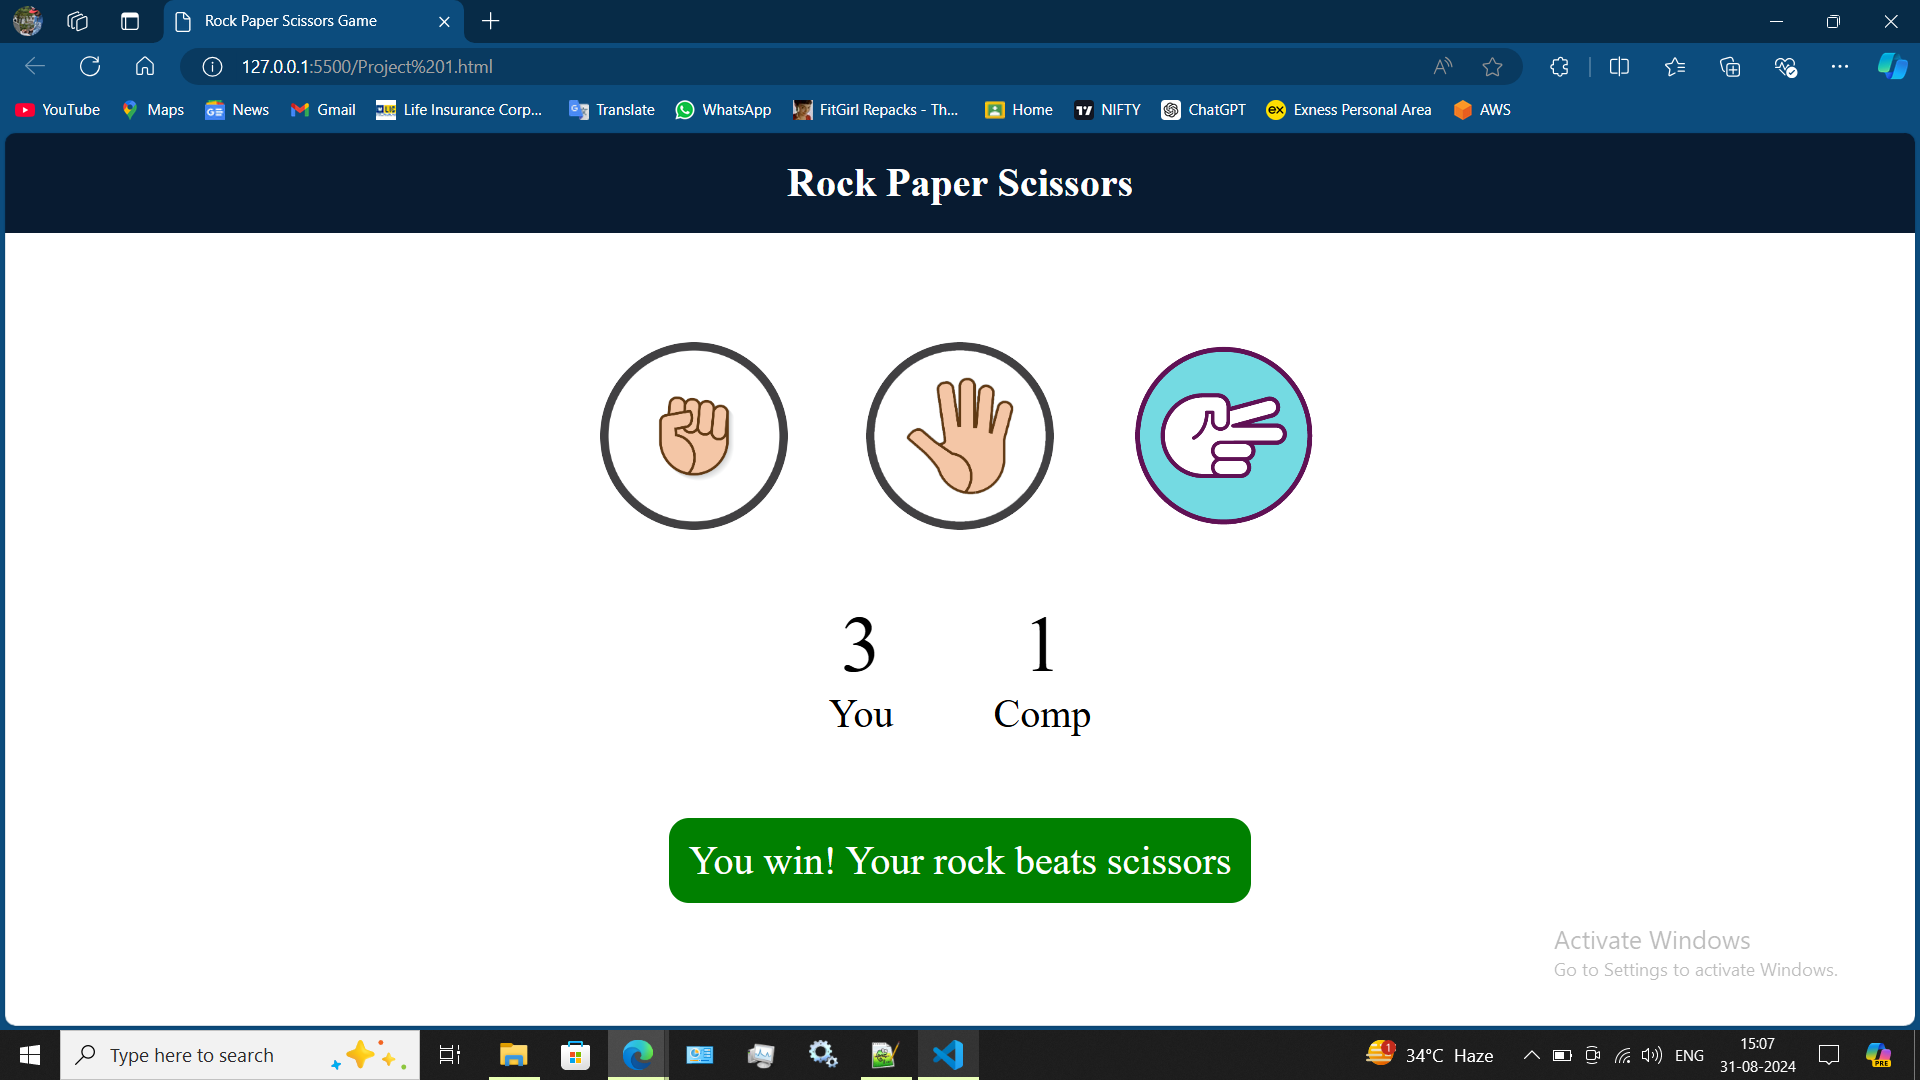 Rock Paper Scissors Game
127.0.0.1:5500/Project%201.html
YouTube Maps News Gmail Life Insurance Corp... Translate WhatsApp FitGirl Repacks - Th... Home NIFTY ChatGPT Exness Personal Area AWS
Rock Paper Scissors
3 1
You Comp
You win! Your rock beats scissors
Activate Windows
Go to Settings to activate Windows.
Type here to search
1 34°C Haze
ENG
15:07
31-08-2024
PRE